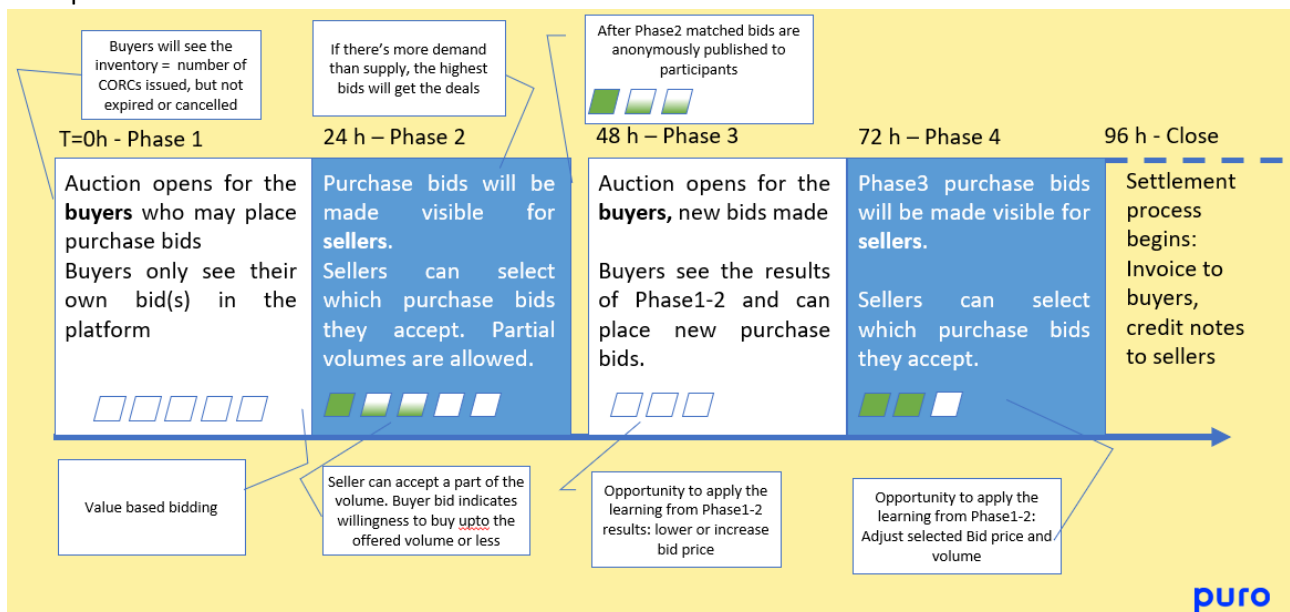 Buyers will see the
inventory = number of
CORCs issued, but not
expired or cancelled
If there's more demand
than supply, the highest
bids will get the deals
After Phase2 matched bids are
anonymously published to
participants
T=0h - Phase 1
24 h – Phase 2
48 h – Phase 3
72 h – Phase 4
96 h - Close
Auction opens for the
buyers who may place
purchase bids
Buyers only see their
own bid(s) in the
platform
Purchase bids will be
made visible for
sellers.
Sellers can select
which purchase bids
they accept. Partial
volumes are allowed.
Auction opens for the
buyers, new bids made
Buyers see the results
of Phase1-2 and can
place new purchase
bids.
Phase3 purchase bids
will be made visible for
sellers.
Sellers can select
which purchase bids
they accept.
Settlement
process
begins:
Invoice to
buyers,
credit notes
to sellers
Value based bidding
Seller can accept a part of the
volume. Buyer bid indicates
willingness to buy upto the
offered volume or less
Opportunity to apply the
learning from Phase1-2
results: lower or increase
bid price
Opportunity to apply the
learning from Phase1-2:
Adjust selected Bid price and
volume
puro